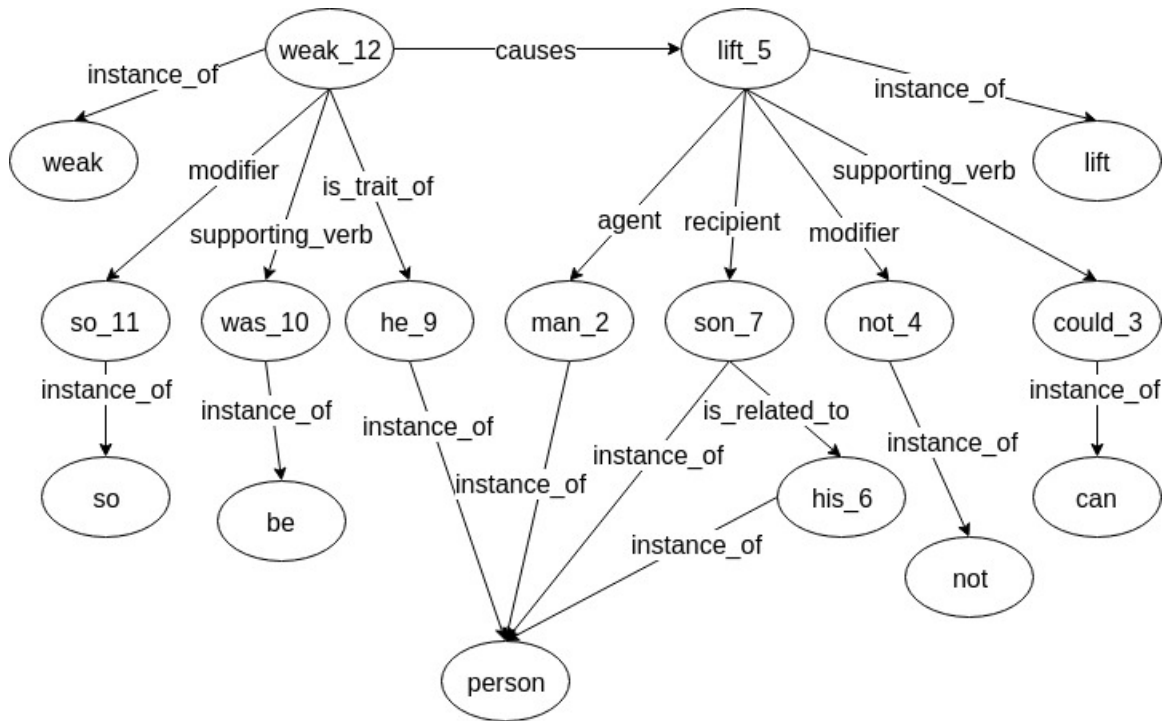 weak_12 causes lift_5
instance_of instance_of
weak modifier is_trait_of supporting_verb lift
supporting_verb agent recipient modifier
so_11 was_10 he_9 man_2 son_7 not_4 could_3
instance_of instance_of is_related_to instance_of
instance_of instance_of instance_of
so be instance_of his_6 can
instance_of not
person